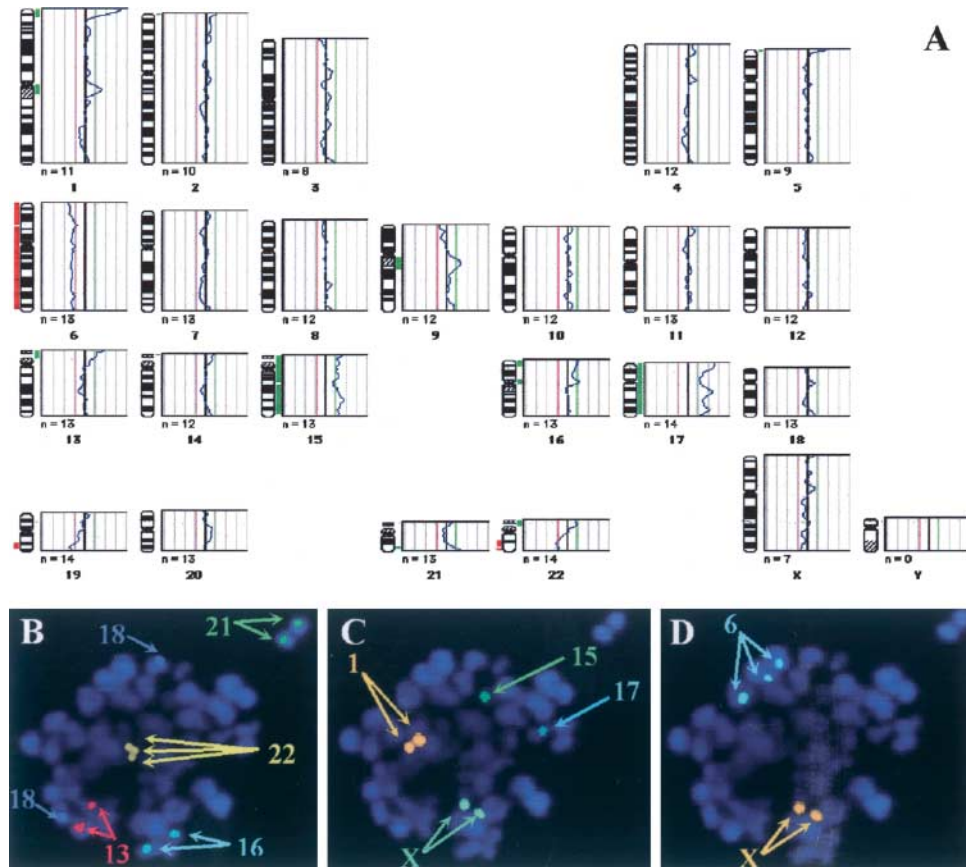 A
n = 11 n = 10 n = 8 n = 12 n = 9
1 2 3 4 5
n = 13 n = 13 n = 12 n = 12 n = 12 n = 13 n = 12
6 7 8 9 10 11 12
n = 13 n = 12 n = 13 n = 13 n = 14 n = 13
13 14 15 16 17 18
n = 14 n = 13 n = 13 n = 14 n = 7 n = 0
19 20 21 22 X Y
B 18 21
22
18
13 16
C
1 15
17
X
D
6
X